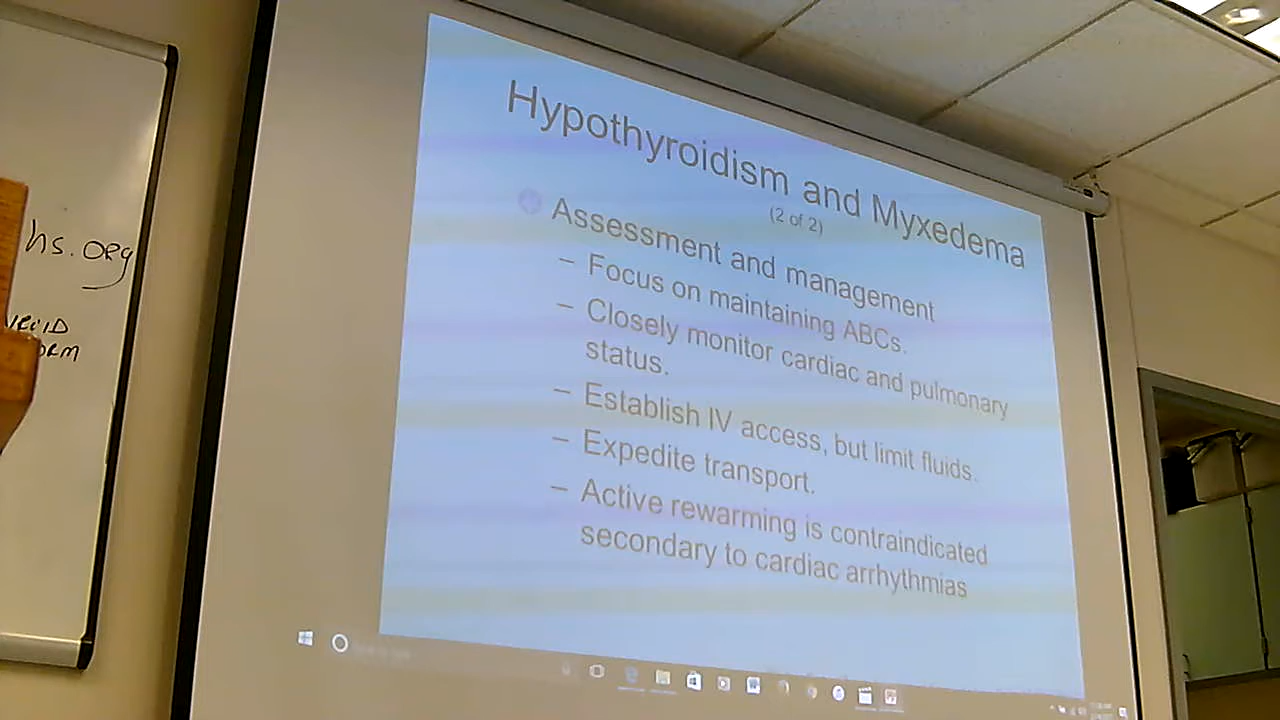 hs.org
Hypothyroidism and Myxedema
(2 of 2)
Assessment and management
– Focus on maintaining ABCs.
– Closely monitor cardiac and pulmonary
status.
– Establish IV access, but limit fluids.
– Expedite transport.
– Active rewarming is contraindicated
secondary to cardiac arrhythmias